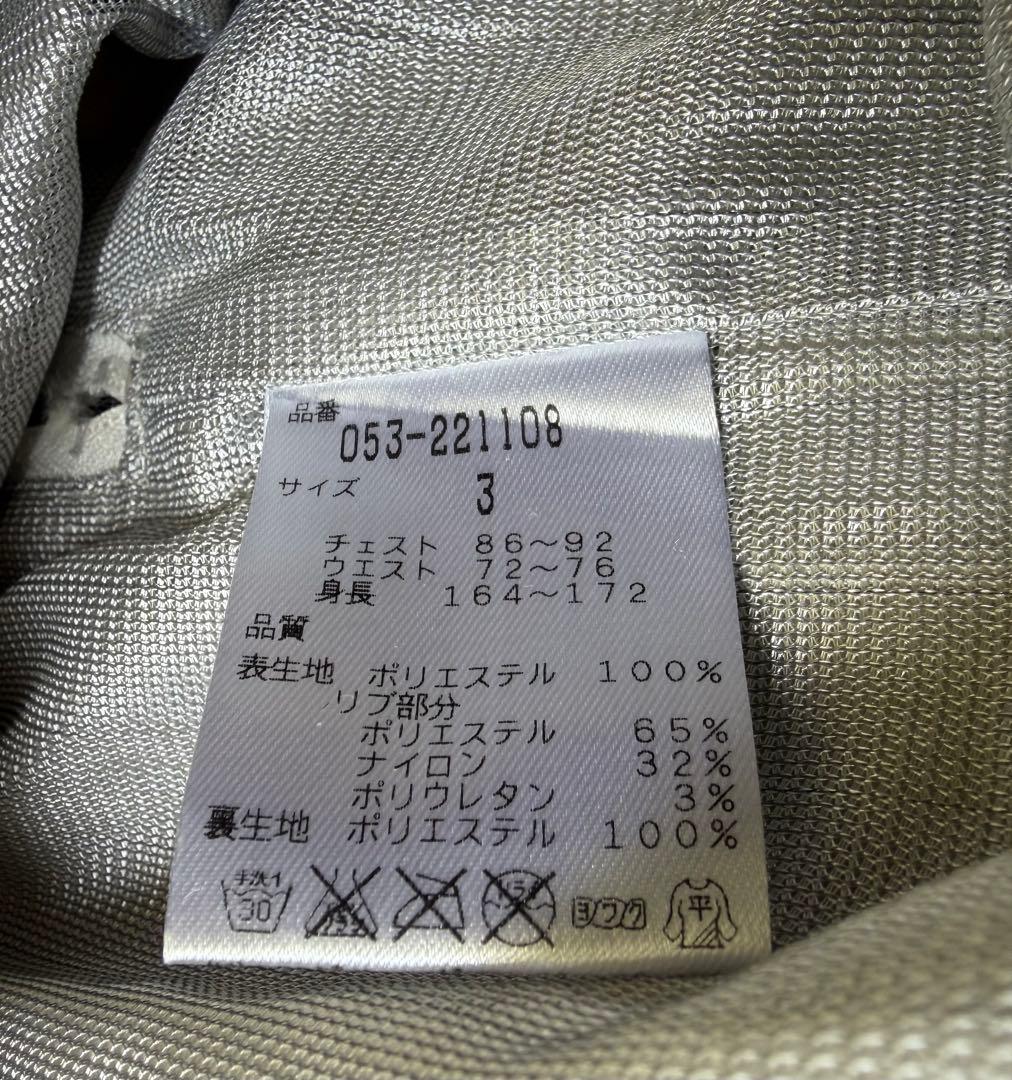 品番
053-221108
サイズ 3
チェスト 86～92
ウエスト 72～76
身長 164～172
品質
表生地 ポリエステル 100%
リブ部分
ポリエステル 65%
ナイロン 32%
ポリウレタン 3%
裏生地 ポリエステル 100%
手洗イ 30 ドライ ヨワク 平